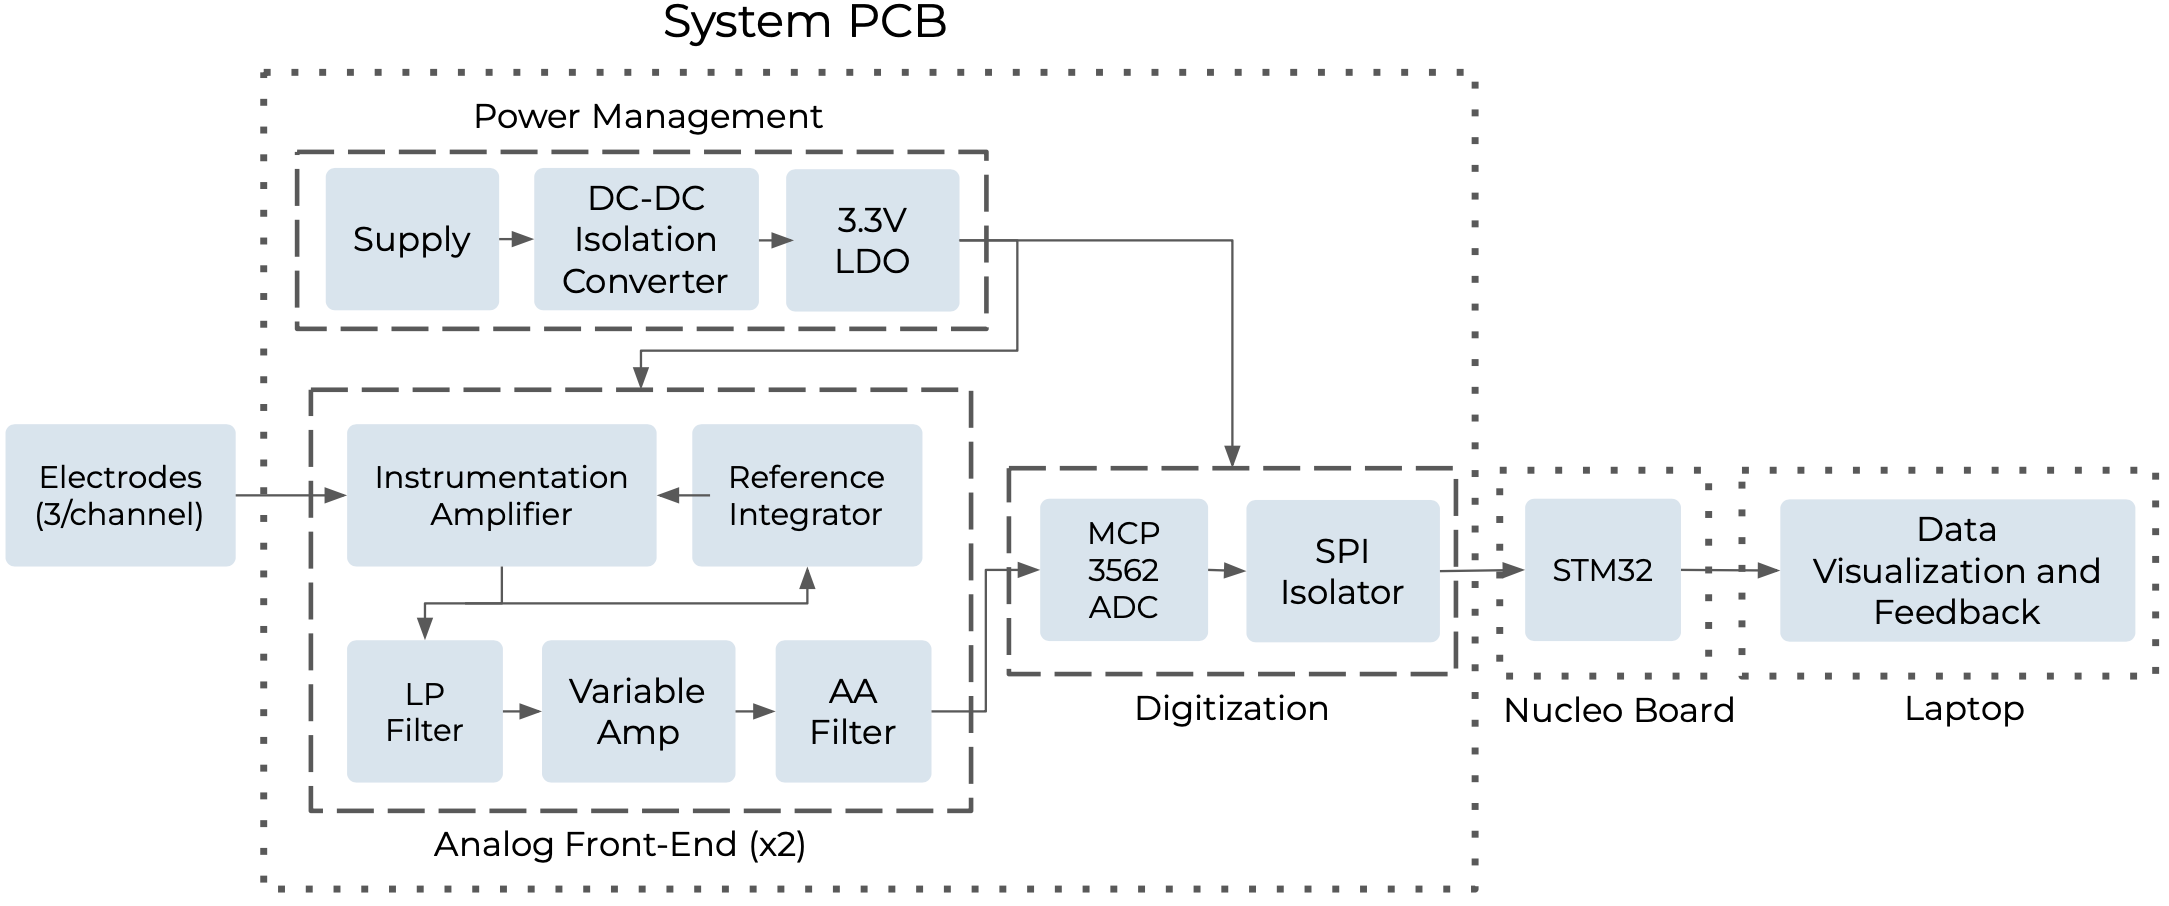 System PCB
Power Management
Supply
DC-DC
Isolation
Converter
3.3V
LDO
Electrodes
(3/channel)
Instrumentation
Amplifier
Reference
Integrator
LP
Filter
Variable
Amp
AA
Filter
Analog Front-End (x2)
MCP
3562
ADC
SPI
Isolator
Digitization
STM32
Nucleo Board
Data
Visualization and
Feedback
Laptop